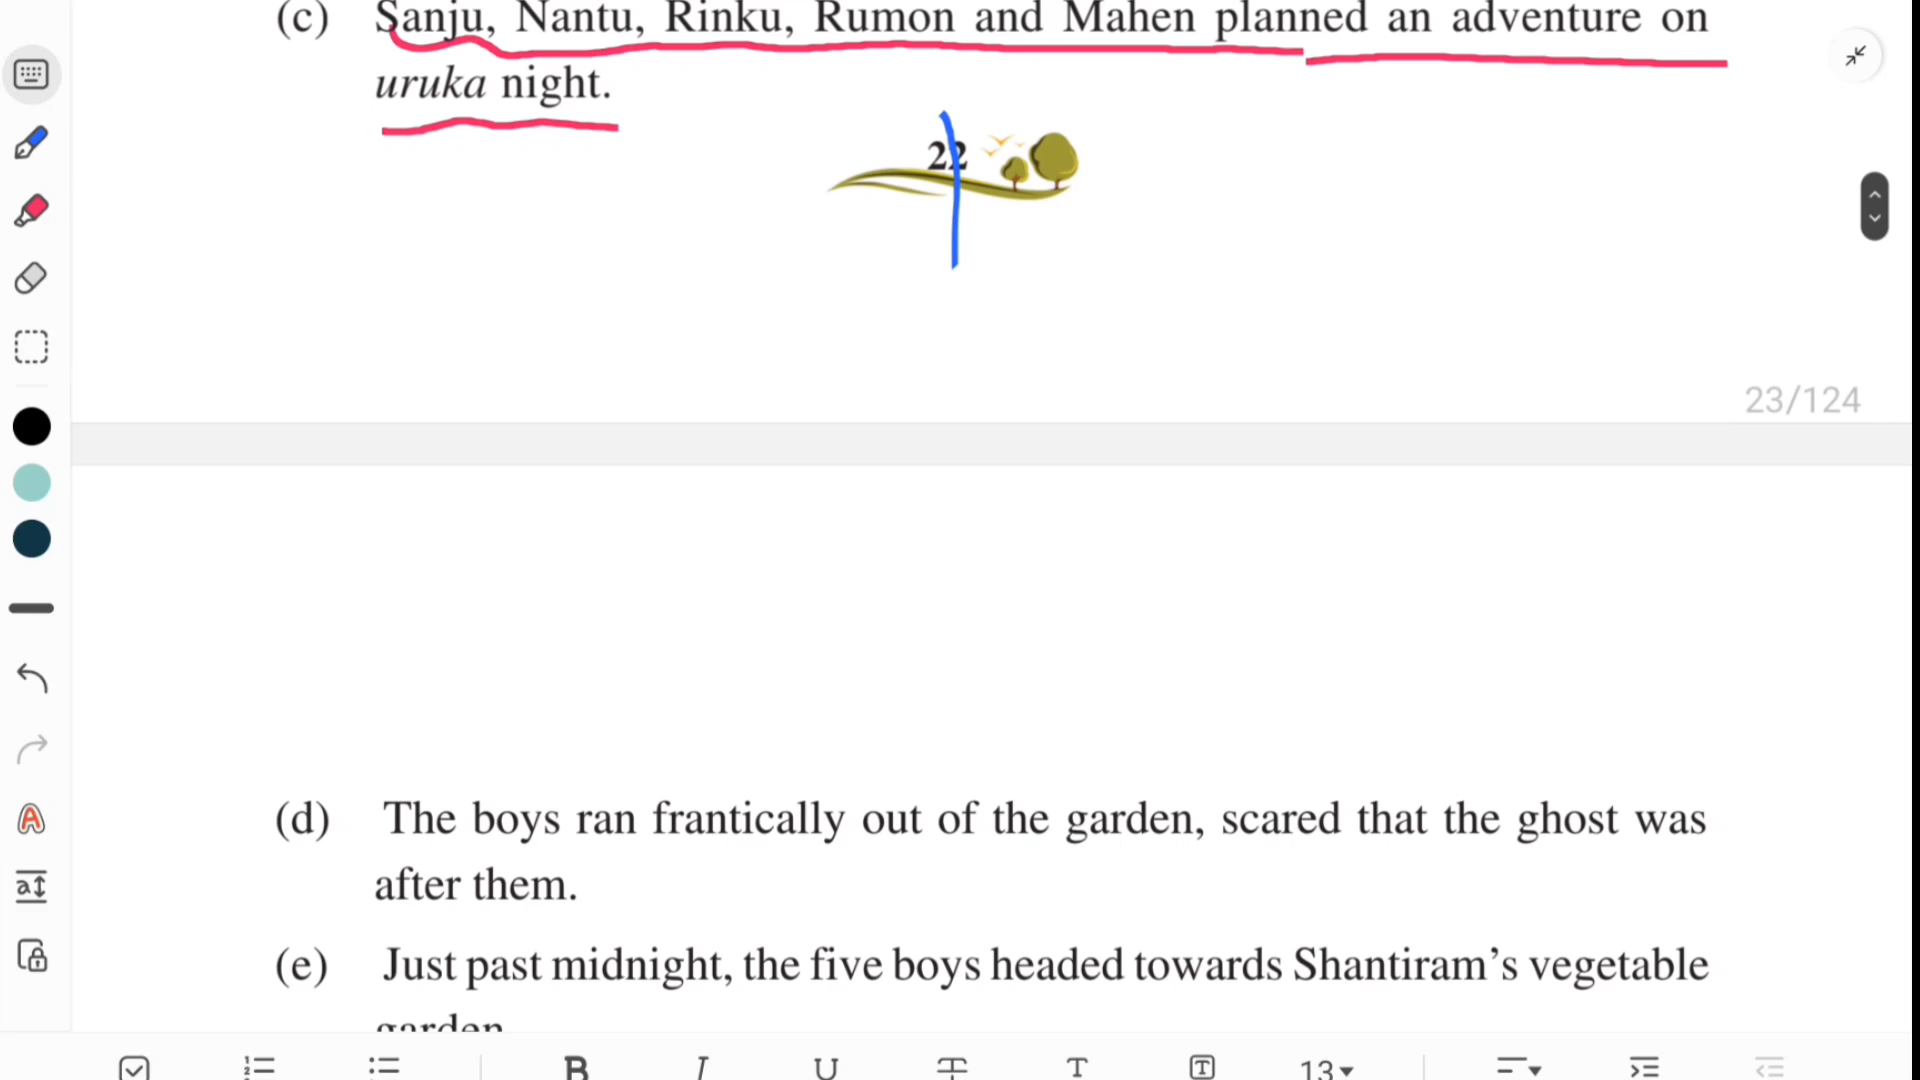 (c) Sanju, Nantu, Rinku, Rumon and Mahen planned an adventure on
uruka night.
22
23/124
(d) The boys ran frantically out of the garden, scared that the ghost was
after them.
(e) Just past midnight, the five boys headed towards Shantiram’s vegetable
garden
13